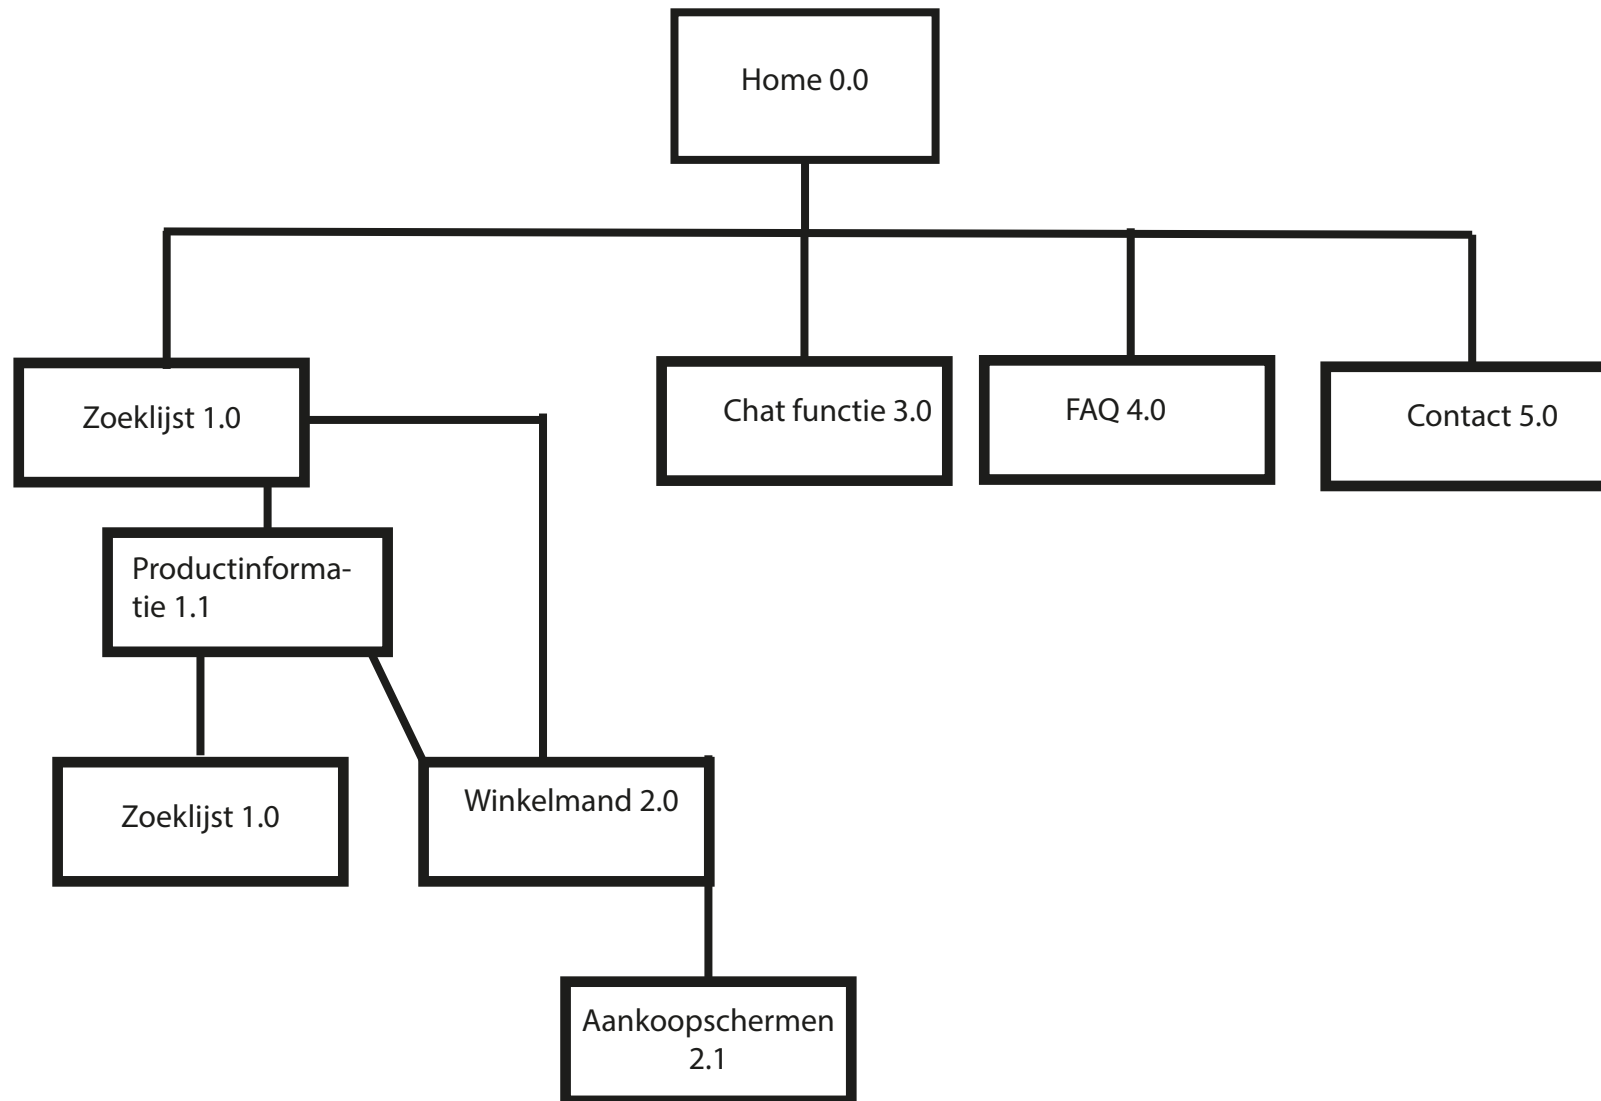 Home 0.0
Zoeklijst 1.0
Chat functie 3.0
FAQ 4.0
Contact 5.0
Productinforma-
tie 1.1
Zoeklijst 1.0
Winkelmand 2.0
Aankoopschermen
2.1